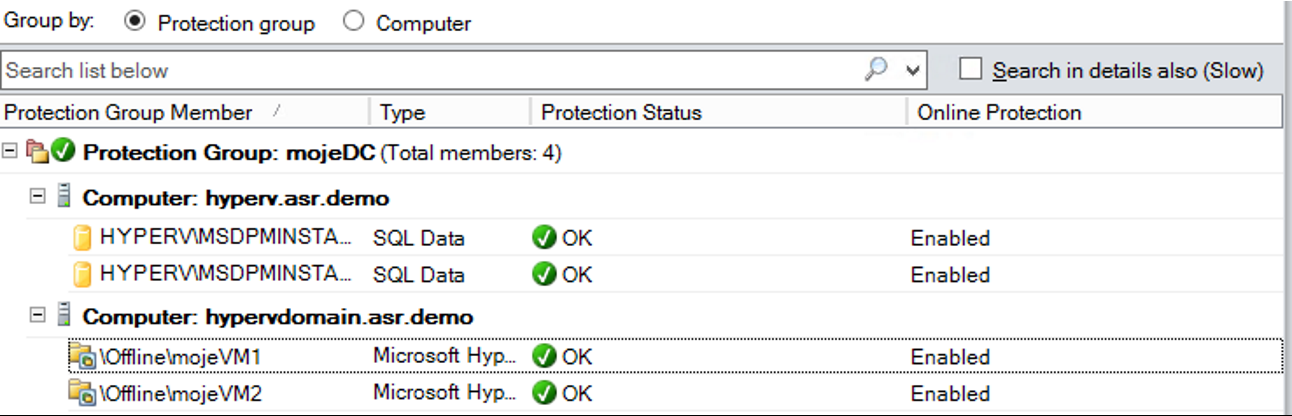 Group by: Protection group Computer
Search list below Search in details also (Slow)
Protection Group Member Type Protection Status Online Protection
Protection Group: mojeDC (Total members: 4)
Computer: hyperv.asr.demo
HYPERV\MSDPMINSTA... SQL Data OK Enabled
HYPERV\MSDPMINSTA... SQL Data OK Enabled
Computer: hypervdomain.asr.demo
\Offline\mojeVM1 Microsoft Hyp... OK Enabled
\Offline\mojeVM2 Microsoft Hyp... OK Enabled